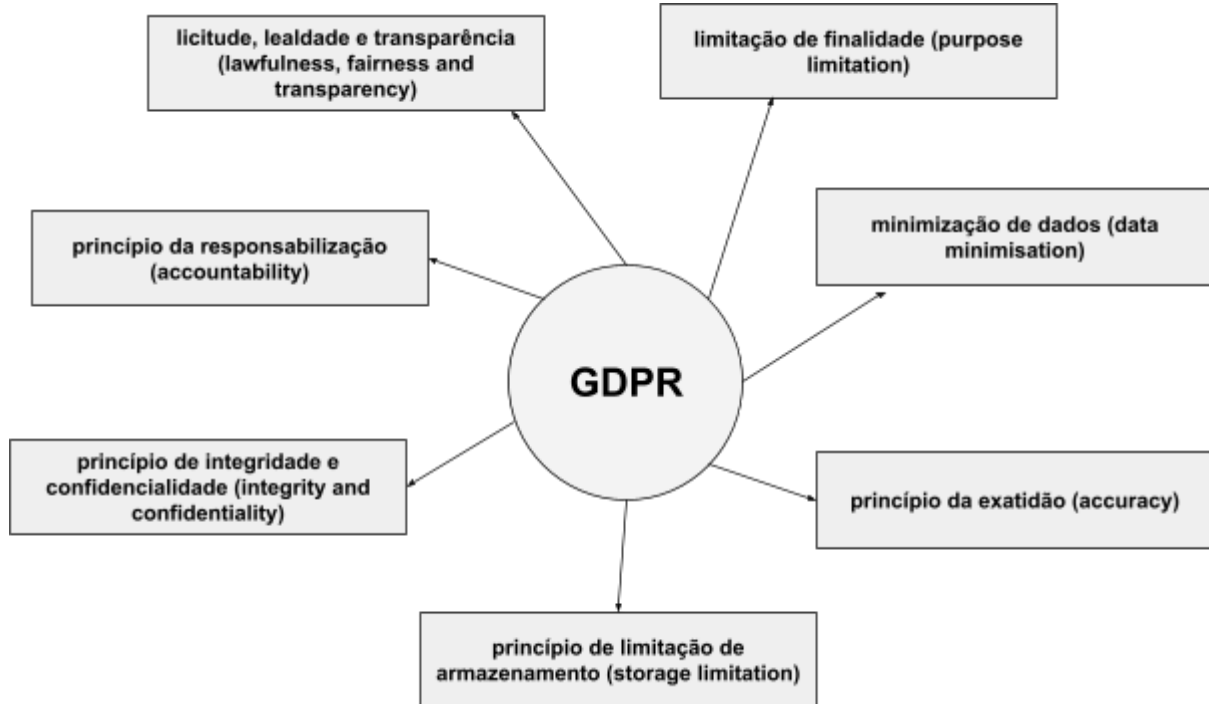 licitude, lealdade e transparência
(lawfulness, fairness and
transparency)
limitação de finalidade (purpose
limitation)
princípio da responsabilização
(accountability)
minimização de dados (data
minimisation)
GDPR
princípio de integridade e
confidencialidade (integrity and
confidentiality)
princípio da exatidão (accuracy)
princípio de limitação de
armazenamento (storage limitation)